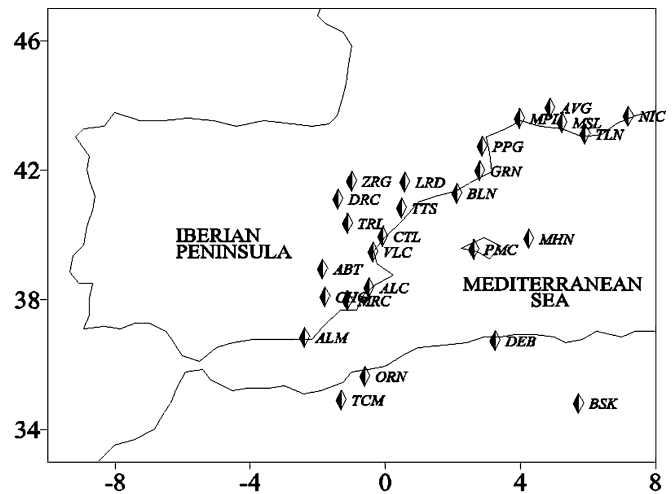 46
AVG
MPL
MSL
NIC
TLN
PPG
42
GRN
ZRG
LRD
BLN
DRC
TTS
TRL
CTL
IBERIAN
PENINSULA
VLC
MHN
PMC
ABT
MEDITERRANEAN
SEA
ALC
MRC
38
ALM
DEB
ORN
TCM
BSK
34
-8
-4
0
4
8